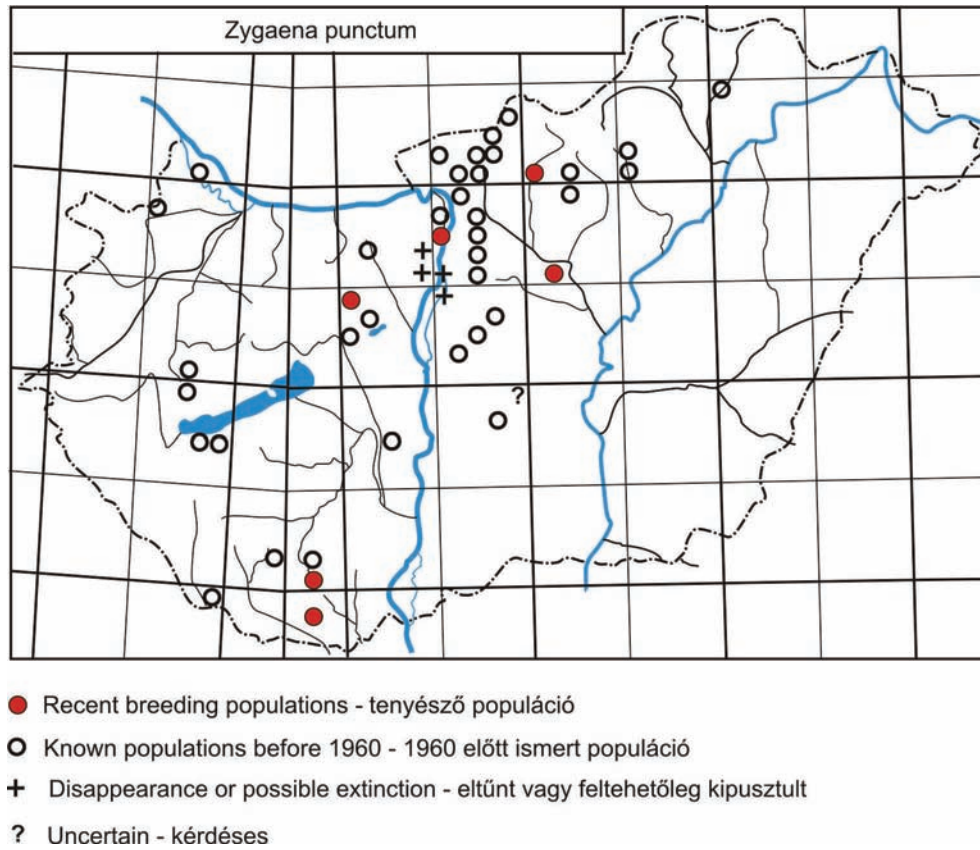 Zygaena punctum
?
Recent breeding populations - tenyésző populáció
Known populations before 1960 - 1960 előtt ismert populáció
+ Disappearance or possible extinction - eltűnt vagy feltehetőleg kipusztult
? Uncertain - kérdéses